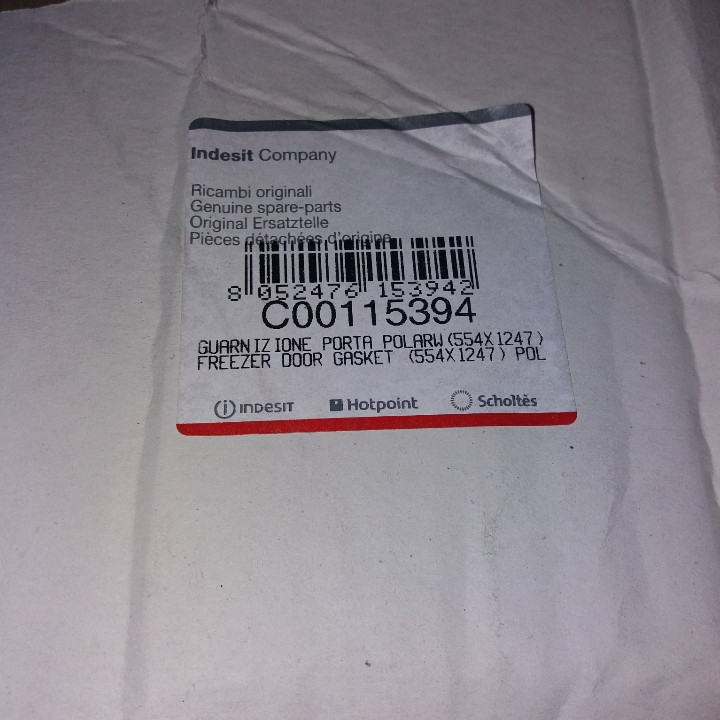 Indesit Company
Ricambi originali
Genuine spare-parts
Original Ersatzteile
Pièces détachées d'origine
8 052476 153942
C00115394
GUARNIZIONE PORTA POLARW(554X1247)
FREEZER DOOR GASKET (554X1247) POL
INDESIT Hotpoint Scholtès